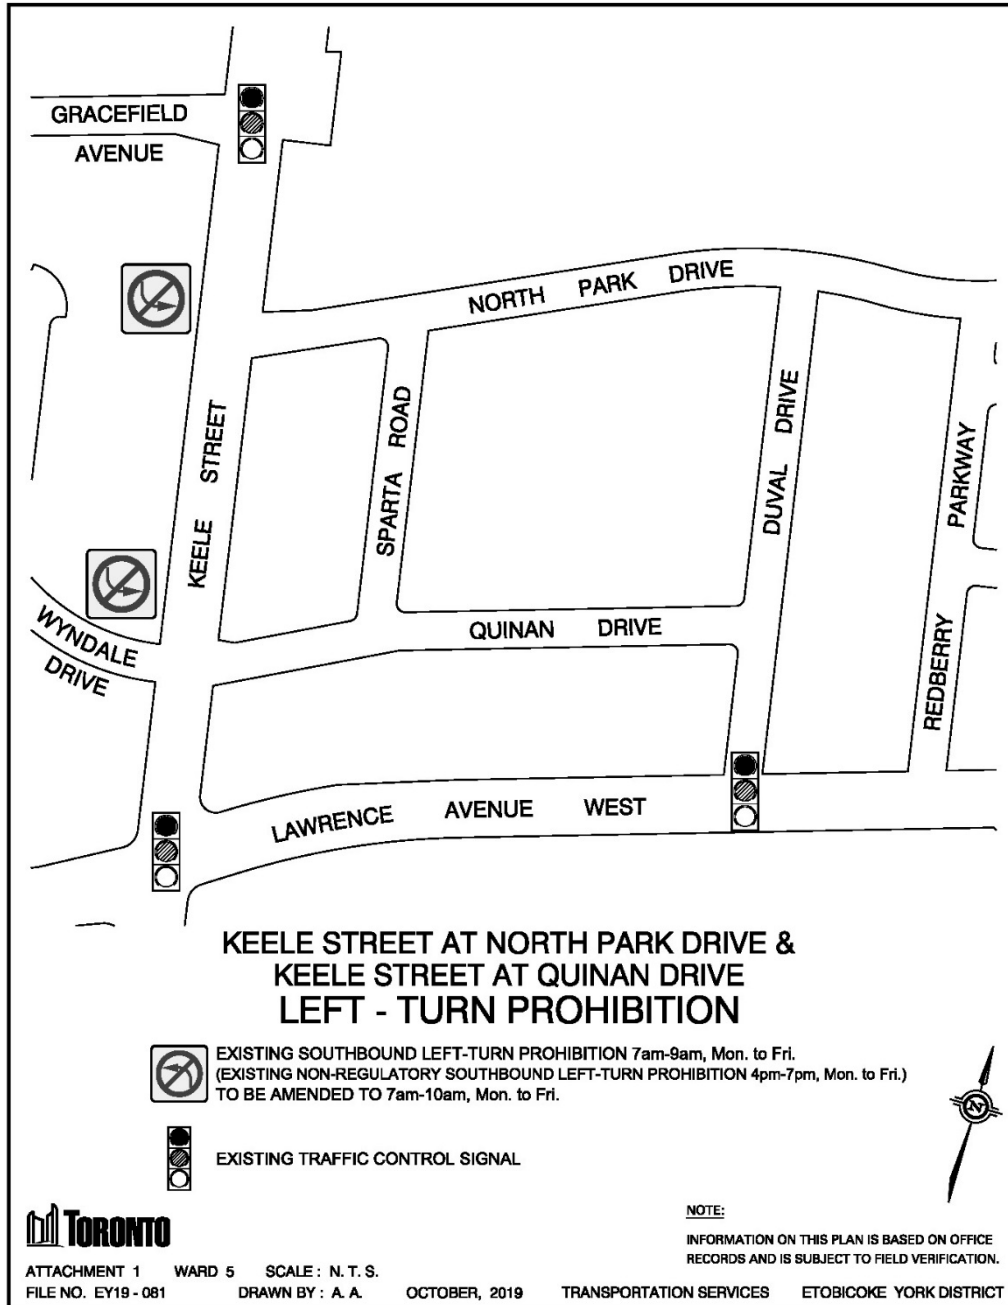 GRACEFIELD
AVENUE
NORTH PARK DRIVE
KEELE STREET
SPARTA ROAD
DUVAL DRIVE
REDBERRY PARKWAY
WYNDALE
DRIVE
QUINAN DRIVE
LAWRENCE AVENUE WEST
KEELE STREET AT NORTH PARK DRIVE &
KEELE STREET AT QUINAN DRIVE
LEFT - TURN PROHIBITION
EXISTING SOUTHBOUND LEFT-TURN PROHIBITION 7am-9am, Mon. to Fri.
(EXISTING NON-REGULATORY SOUTHBOUND LEFT-TURN PROHIBITION 4pm-7pm, Mon. to Fri.)
TO BE AMENDED TO 7am-10am, Mon. to Fri.
N
EXISTING TRAFFIC CONTROL SIGNAL
TORONTO
NOTE:
INFORMATION ON THIS PLAN IS BASED ON OFFICE
RECORDS AND IS SUBJECT TO FIELD VERIFICATION.
ATTACHMENT 1 WARD 5 SCALE : N. T. S.
FILE NO. EY19 - 081 DRAWN BY : A. A. OCTOBER, 2019 TRANSPORTATION SERVICES ETOBICOKE YORK DISTRICT